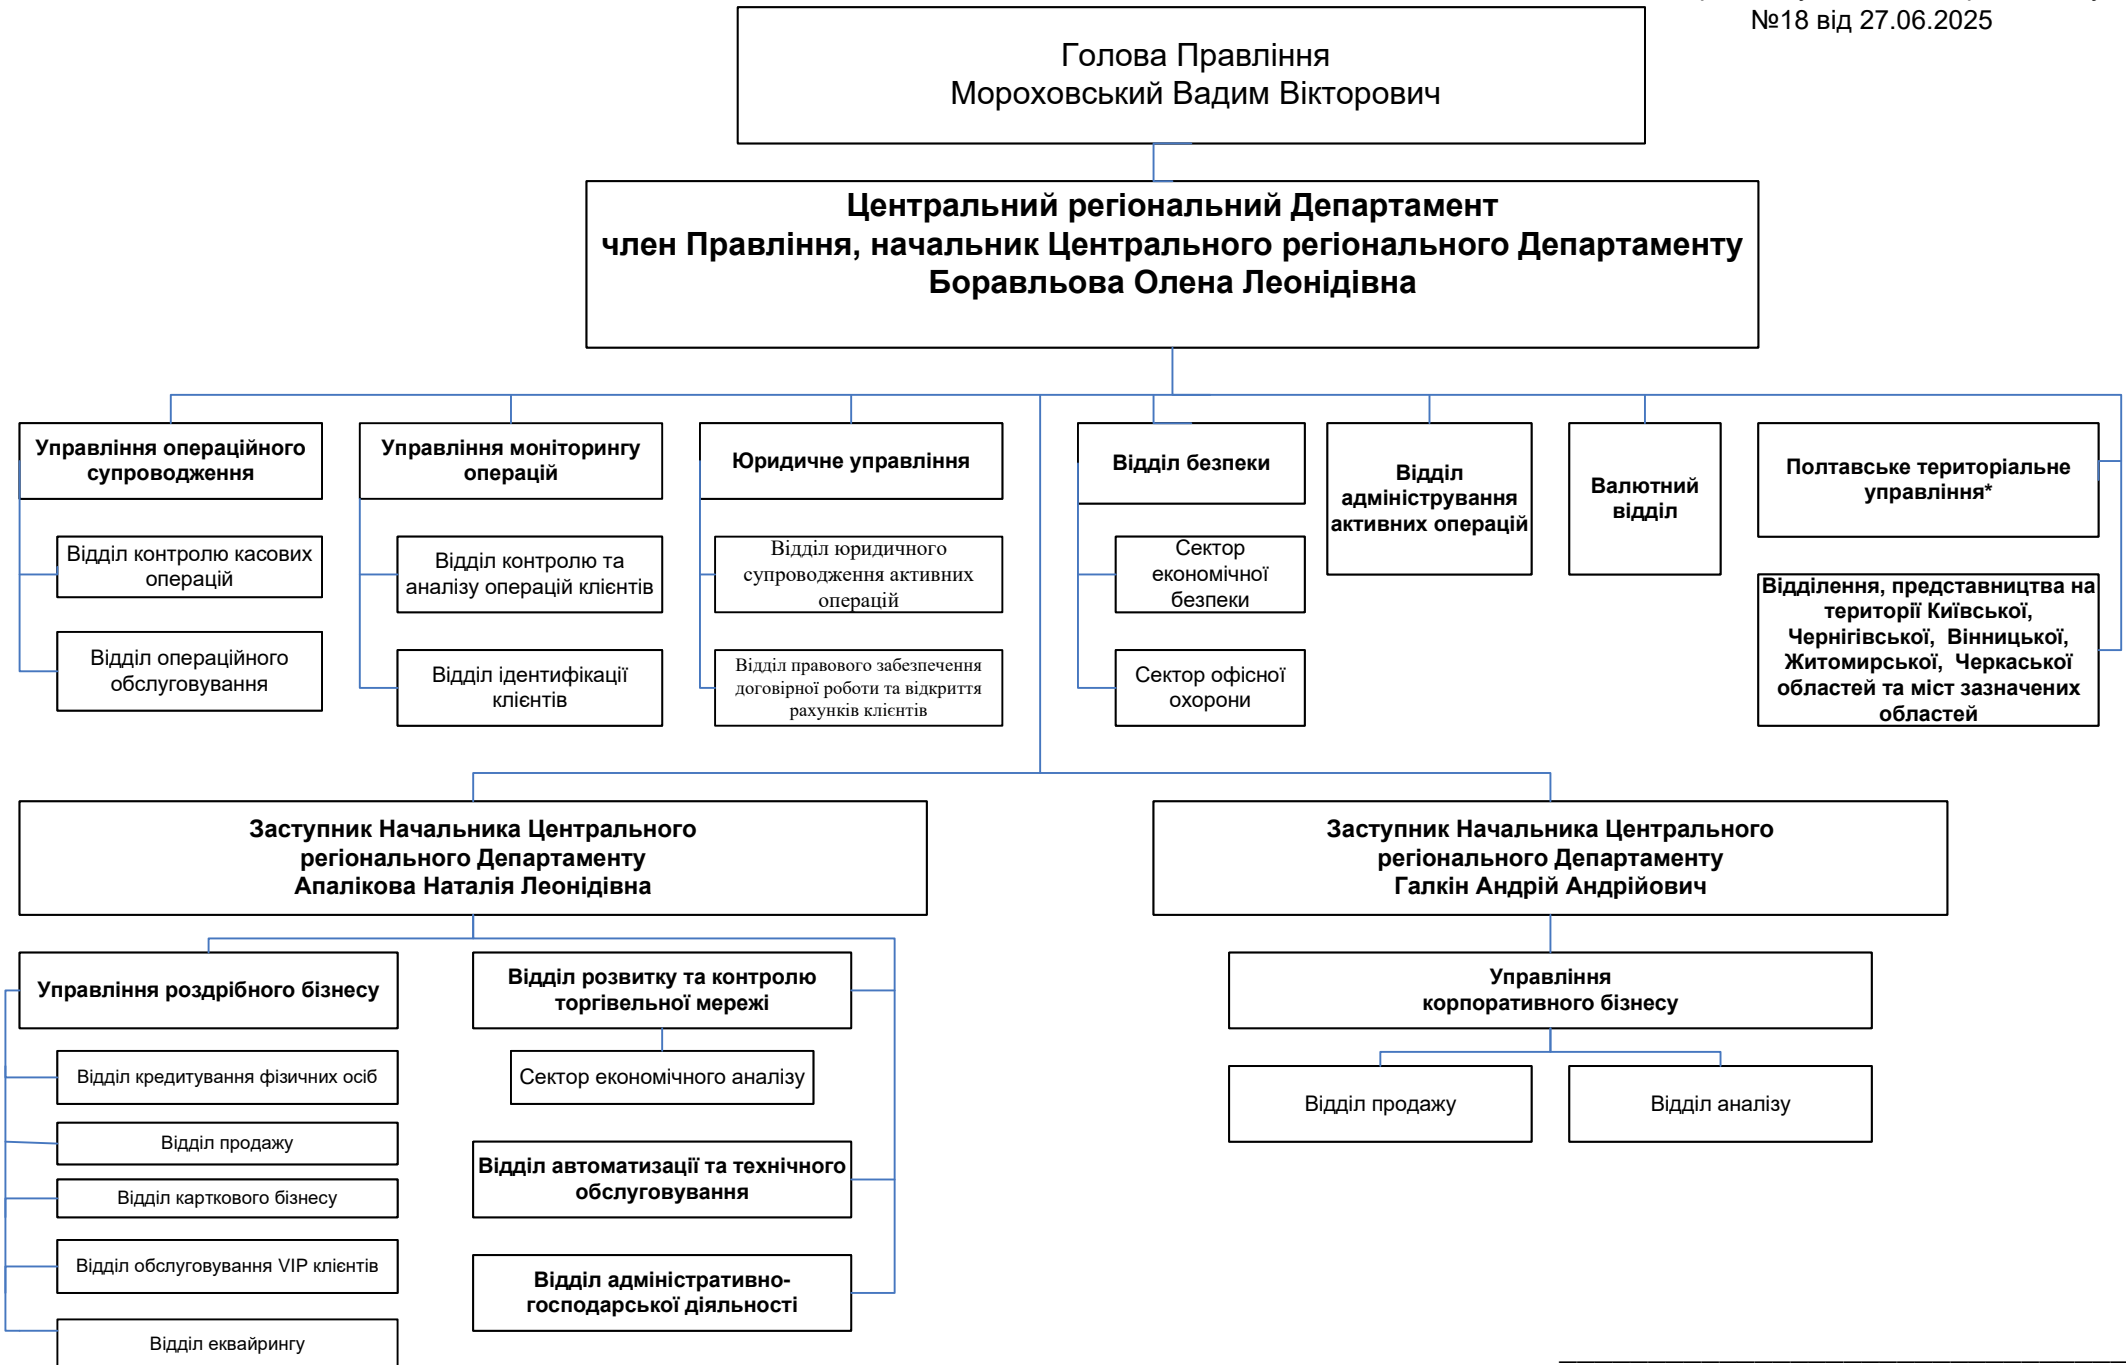 №18 від 27.06.2025
Голова Правління
Мороховський Вадим Вікторович
Центральний регіональний Департамент
член Правління, начальник Центрального регіонального Департаменту
Боравльова Олена Леонідівна
Управління операційного
супроводження
Управління моніторингу
операцій
Юридичне управління
Відділ безпеки
Відділ
адміністрування
активних операцій
Валютний
відділ
Полтавське територіальне
управління*
Відділ контролю касових
операцій
Відділ контролю та
аналізу операцій клієнтів
Відділ юридичного
супроводження активних
операцій
Сектор
економічної
безпеки
Відділення, представництва на
території Київської,
Чернігівської, Вінницької,
Житомирської, Черкаської
областей та міст зазначених
областей
Відділ операційного
обслуговування
Відділ ідентифікації
клієнтів
Відділ правового забезпечення
договірної роботи та відкриття
рахунків клієнтів
Сектор офісної
охорони
Заступник Начальника Центрального
регіонального Департаменту
Апалікова Наталія Леонідівна
Заступник Начальника Центрального
регіонального Департаменту
Галкін Андрій Андрійович
Управління роздрібного бізнесу
Відділ розвитку та контролю
торгівельної мережі
Управління
корпоративного бізнесу
Відділ кредитування фізичних осіб
Сектор економічного аналізу
Відділ продажу
Відділ аналізу
Відділ продажу
Відділ автоматизації та технічного
обслуговування
Відділ карткового бізнесу
Відділ обслуговування VIP клієнтів
Відділ адміністративно-
господарської діяльності
Відділ еквайрингу